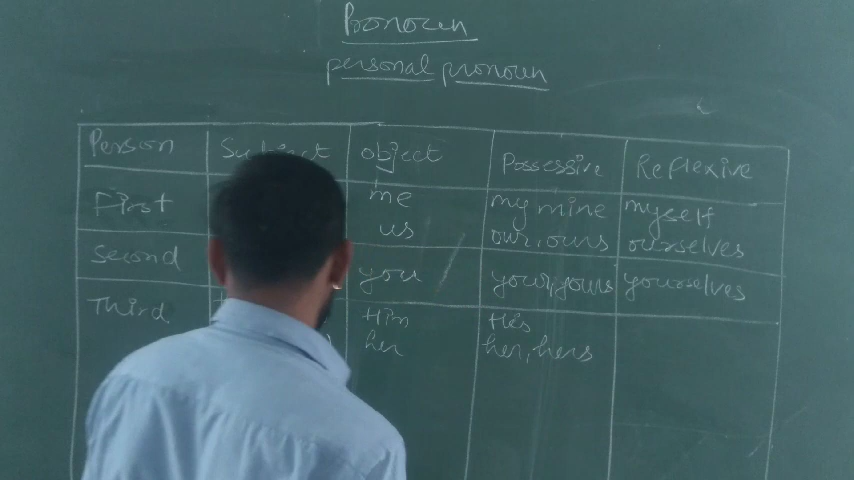 Pronoun
personal pronoun
Person Subject object Possessive Reflexive
First me my mine myself
us our, ours ourselves
Second you your, yours yourselves
Third Him His
her her, hers